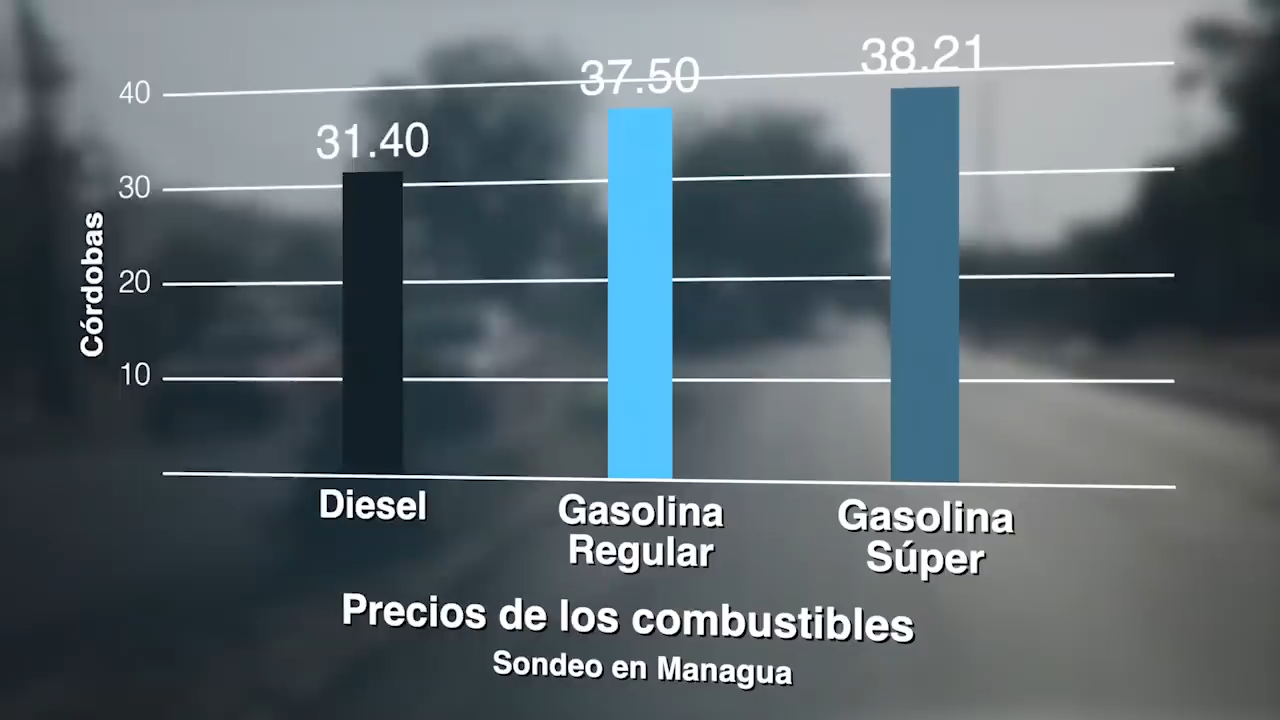 40
30
20
10
Córdobas
31.40
37.50
38.21
Diesel
Gasolina
Regular
Gasolina
Súper
Precios de los combustibles
Sondeo en Managua